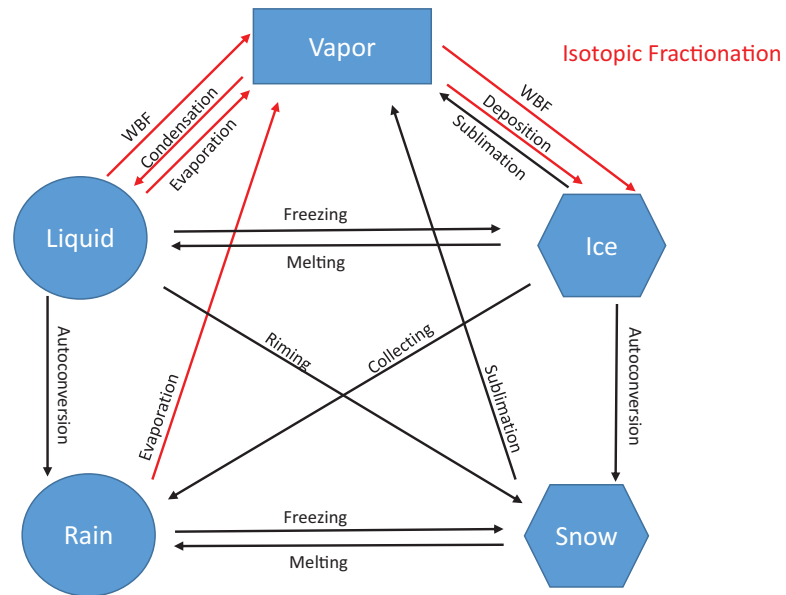 Vapor
Isotopic Fractionation
WBF
Condensation
Evaporation
WBF
Deposition
Sublimation
Liquid
Freezing
Melting
Ice
Autoconversion
Riming
Collecting
Autoconversion
Evaporation
Sublimation
Rain
Freezing
Melting
Snow